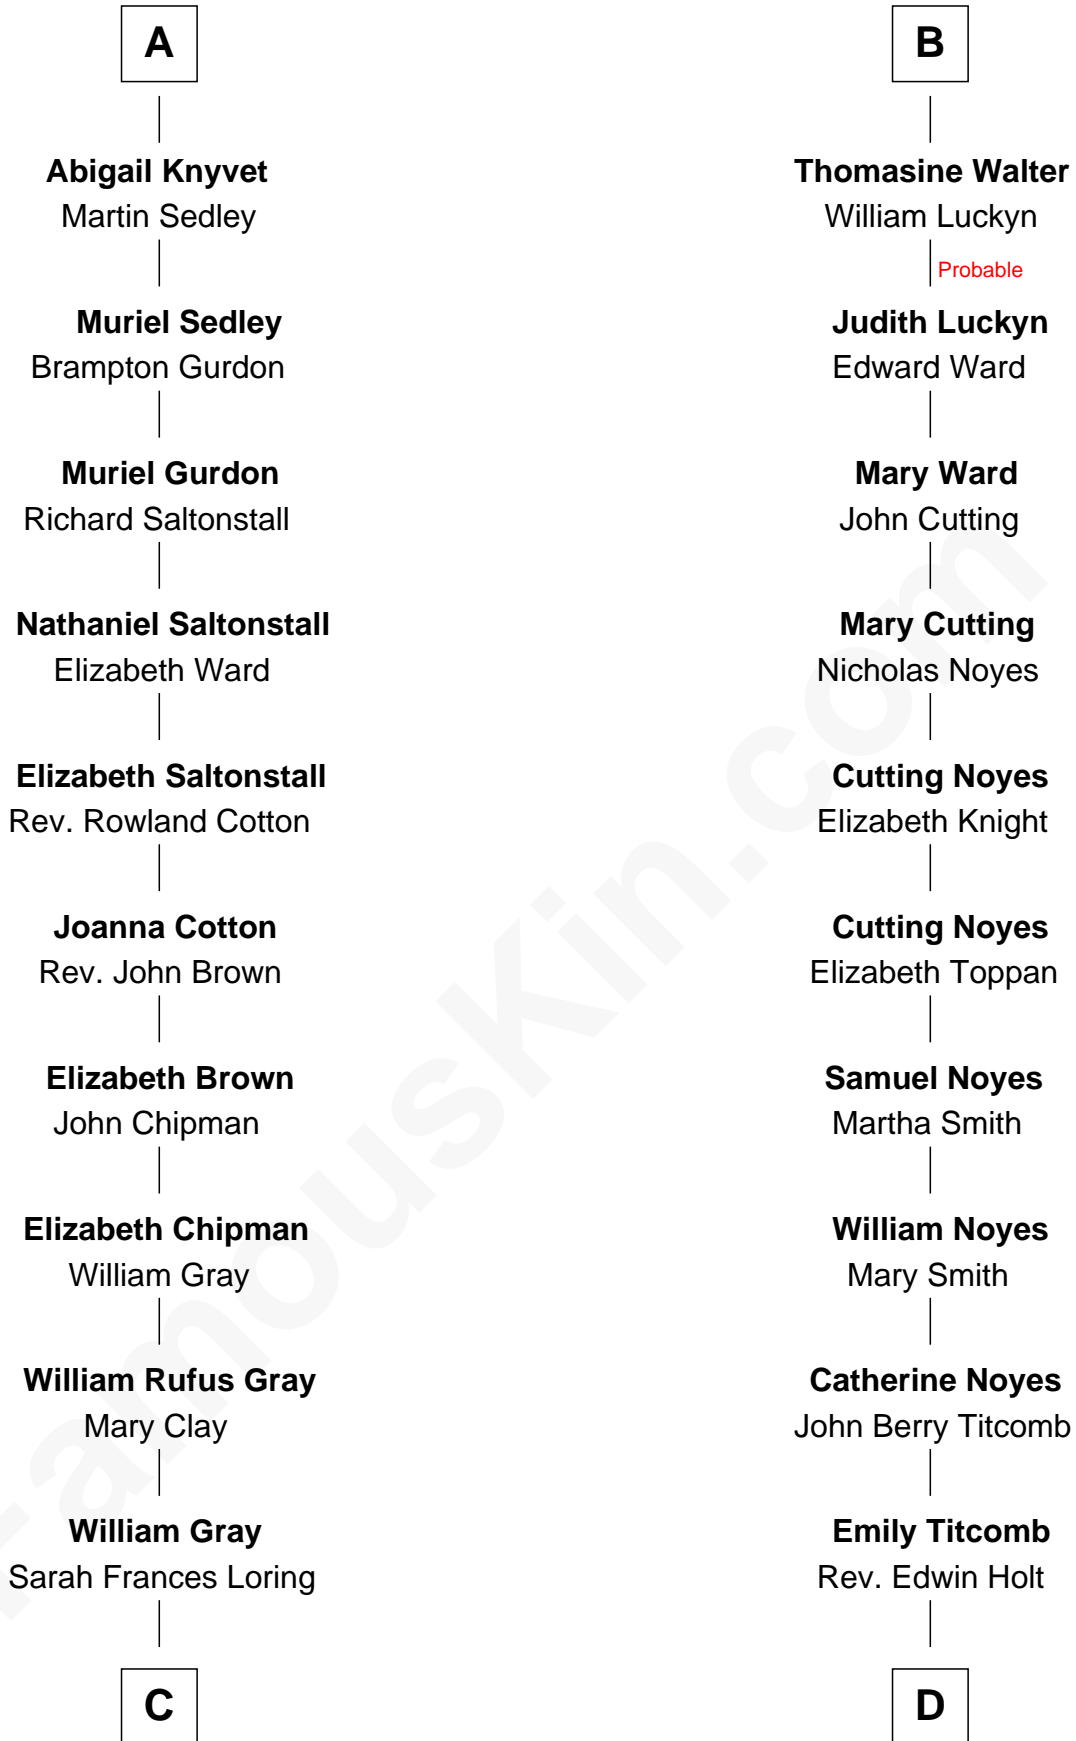 A
Abigail Knyvet
Martin Sedley
Muriel Sedley
Brampton Gurdon
Muriel Gurdon
Richard Saltonstall
Nathaniel Saltonstall
Elizabeth Ward
Elizabeth Saltonstall
Rev. Rowland Cotton
Joanna Cotton
Rev. John Brown
Elizabeth Brown
John Chipman
Elizabeth Chipman
William Gray
William Rufus Gray
Mary Clay
William Gray
Sarah Frances Loring
C
B
Thomasine Walter
William Luckyn
Probable
Judith Luckyn
Edward Ward
Mary Ward
John Cutting
Mary Cutting
Nicholas Noyes
Cutting Noyes
Elizabeth Knight
Cutting Noyes
Elizabeth Toppan
Samuel Noyes
Martha Smith
William Noyes
Mary Smith
Catherine Noyes
John Berry Titcomb
Emily Titcomb
Rev. Edwin Holt
D
FamousKin.com